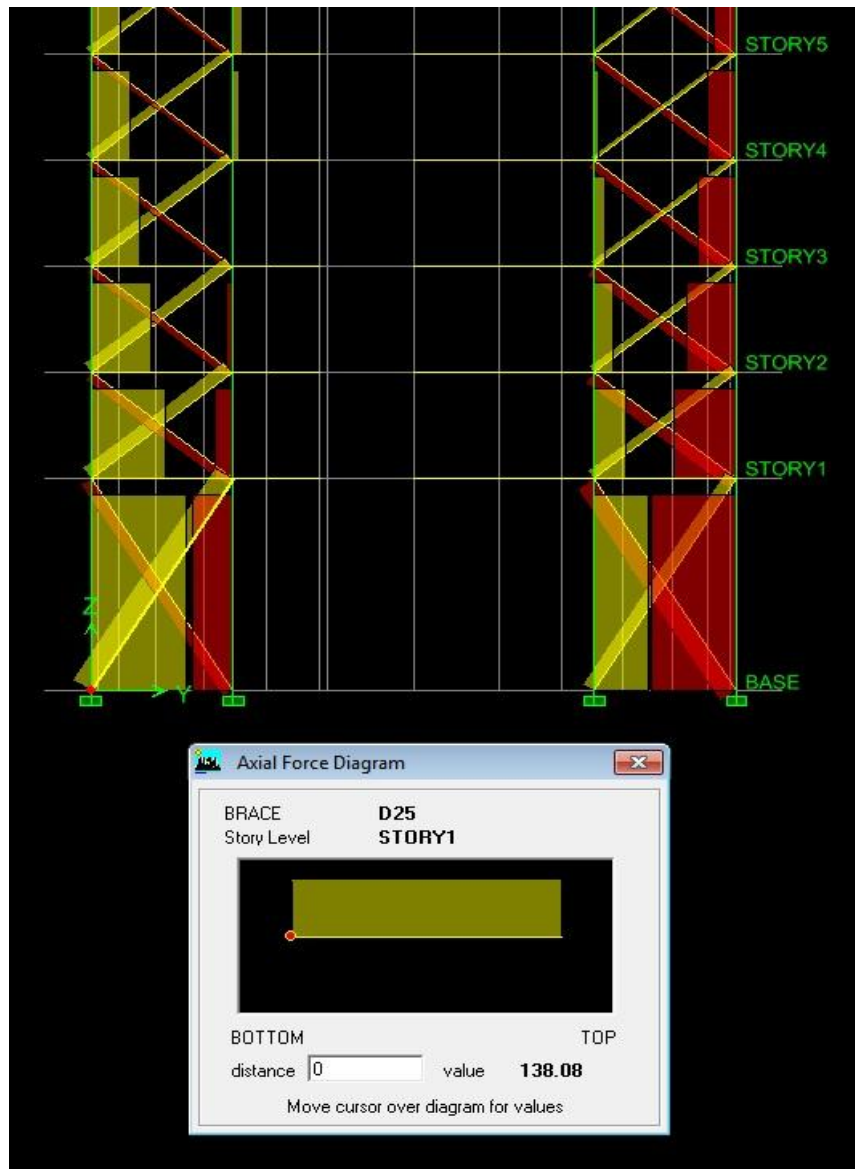 STORY5
STORY4
STORY3
STORY2
STORY1
Z
Y
BASE
Axial Force Diagram
BRACE D25
Story Level STORY1
BOTTOM TOP
distance 0 value 138.08
Move cursor over diagram for values